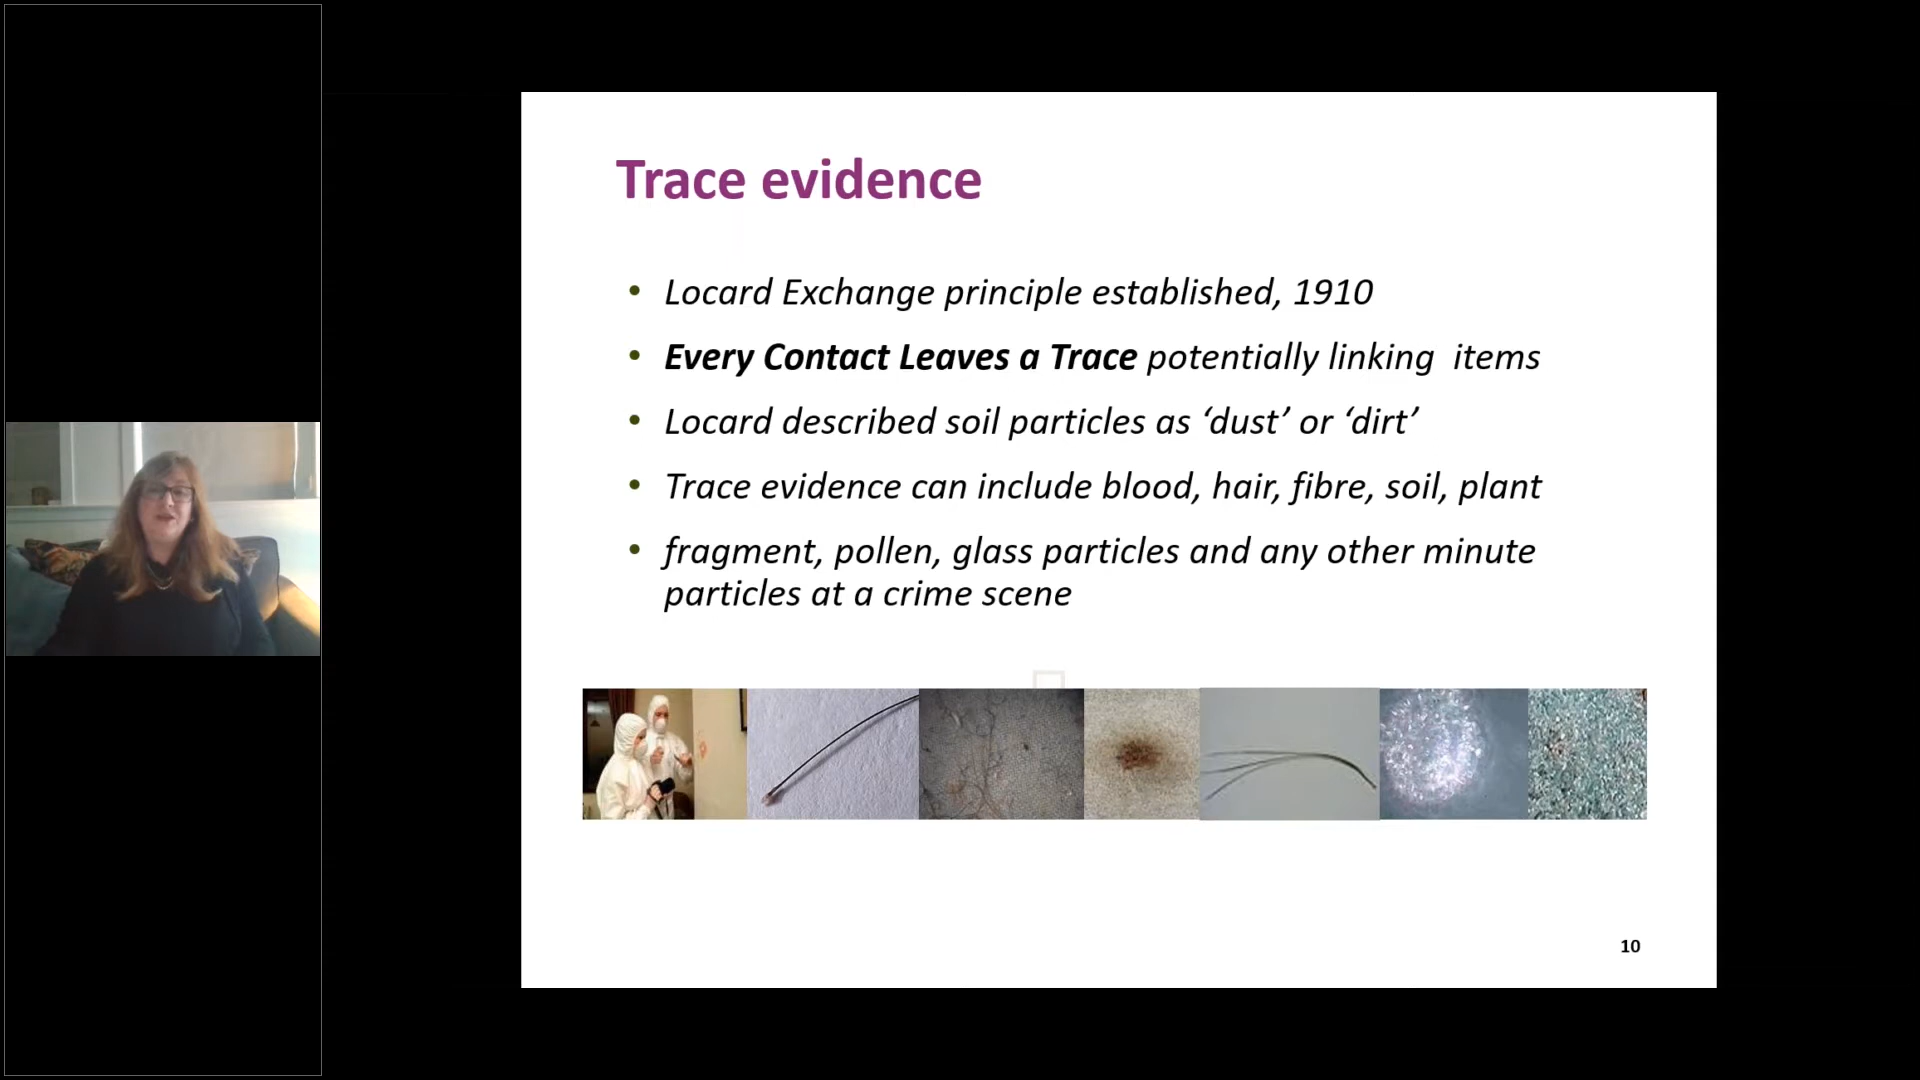 Trace evidence
• Locard Exchange principle established, 1910
• Every Contact Leaves a Trace potentially linking  items
• Locard described soil particles as ‘dust’ or ‘dirt’
• Trace evidence can include blood, hair, fibre, soil, plant
• fragment, pollen, glass particles and any other minute
particles at a crime scene
10